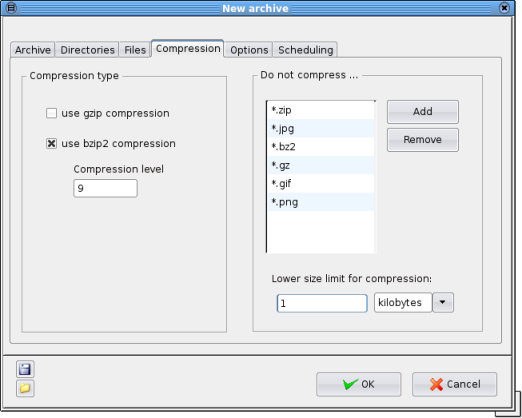 New archive
Archive Directories Files Compression Options Scheduling
Compression type
use gzip compression
use bzip2 compression
Compression level
9
Do not compress ...
*.zip
*.jpg
*.bz2
*.gz
*.gif
*.png
Add
Remove
Lower size limit for compression:
1 kilobytes
OK Cancel